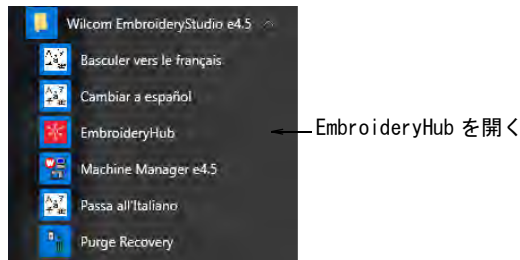 Wilcom EmbroideryStudio e4.5
Basculer vers le français
Cambiar a español
EmbroideryHub
EmbroideryHub を開く
Machine Manager e4.5
Passa all'Italiano
Purge Recovery